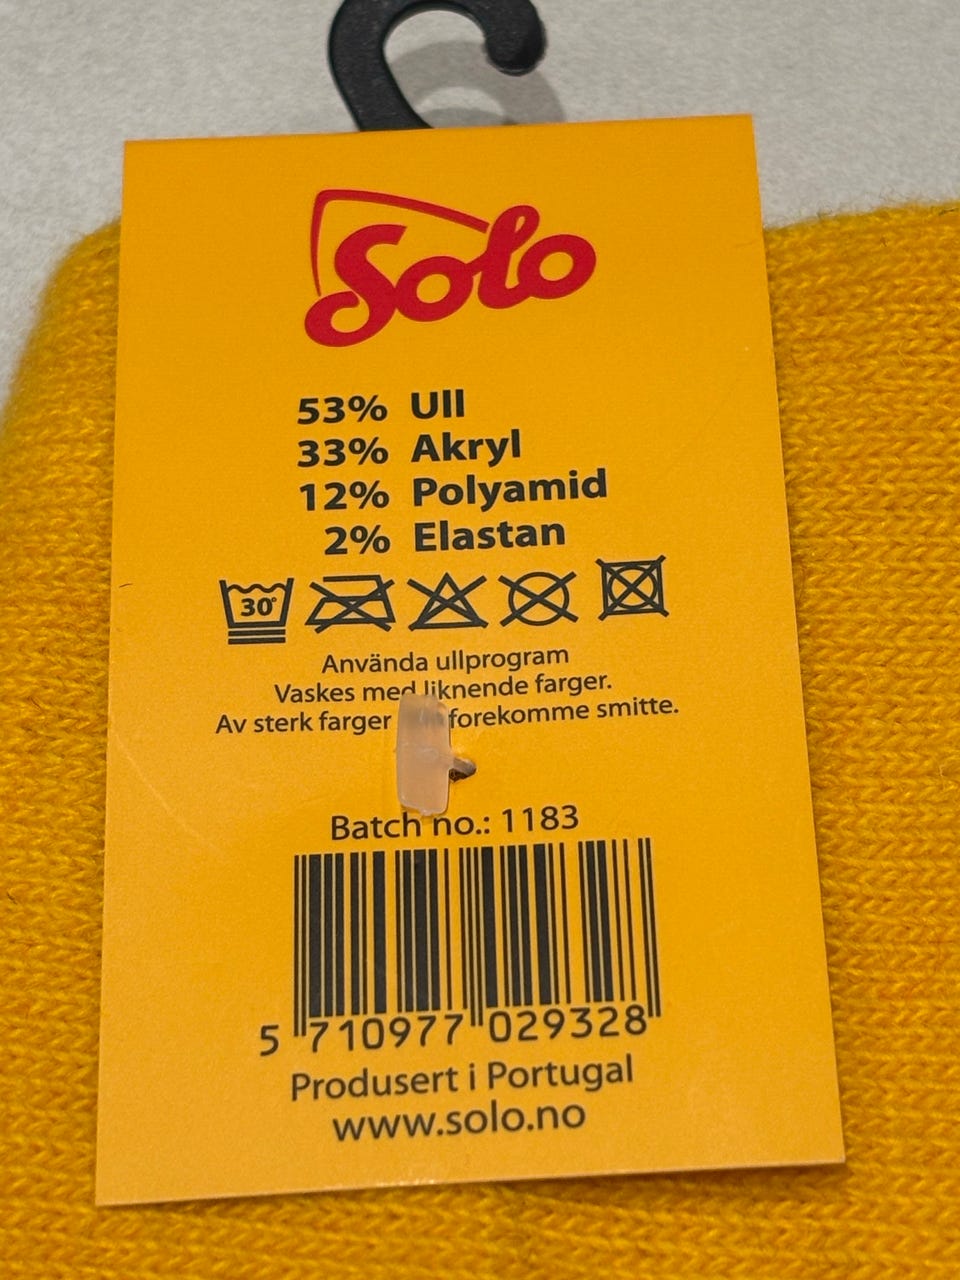 Solo
53% Ull
33% Akryl
12% Polyamid
2% Elastan
30°
Använda ullprogram
Vaskes med liknende farger.
Av sterk farger forekomme smitte.
Batch no.: 1183
5 710977 029328
Produsert i Portugal
www.solo.no